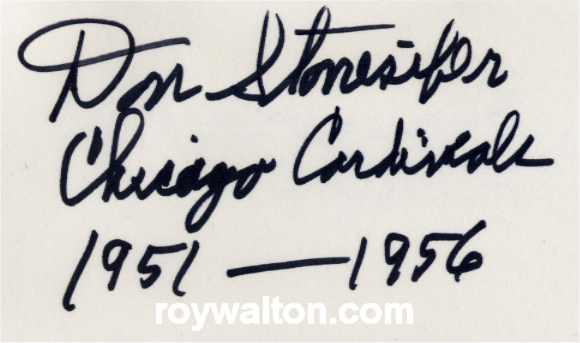 Don Stonesifer
Chicago Cardinals
1951 — 1956
roywalton.com